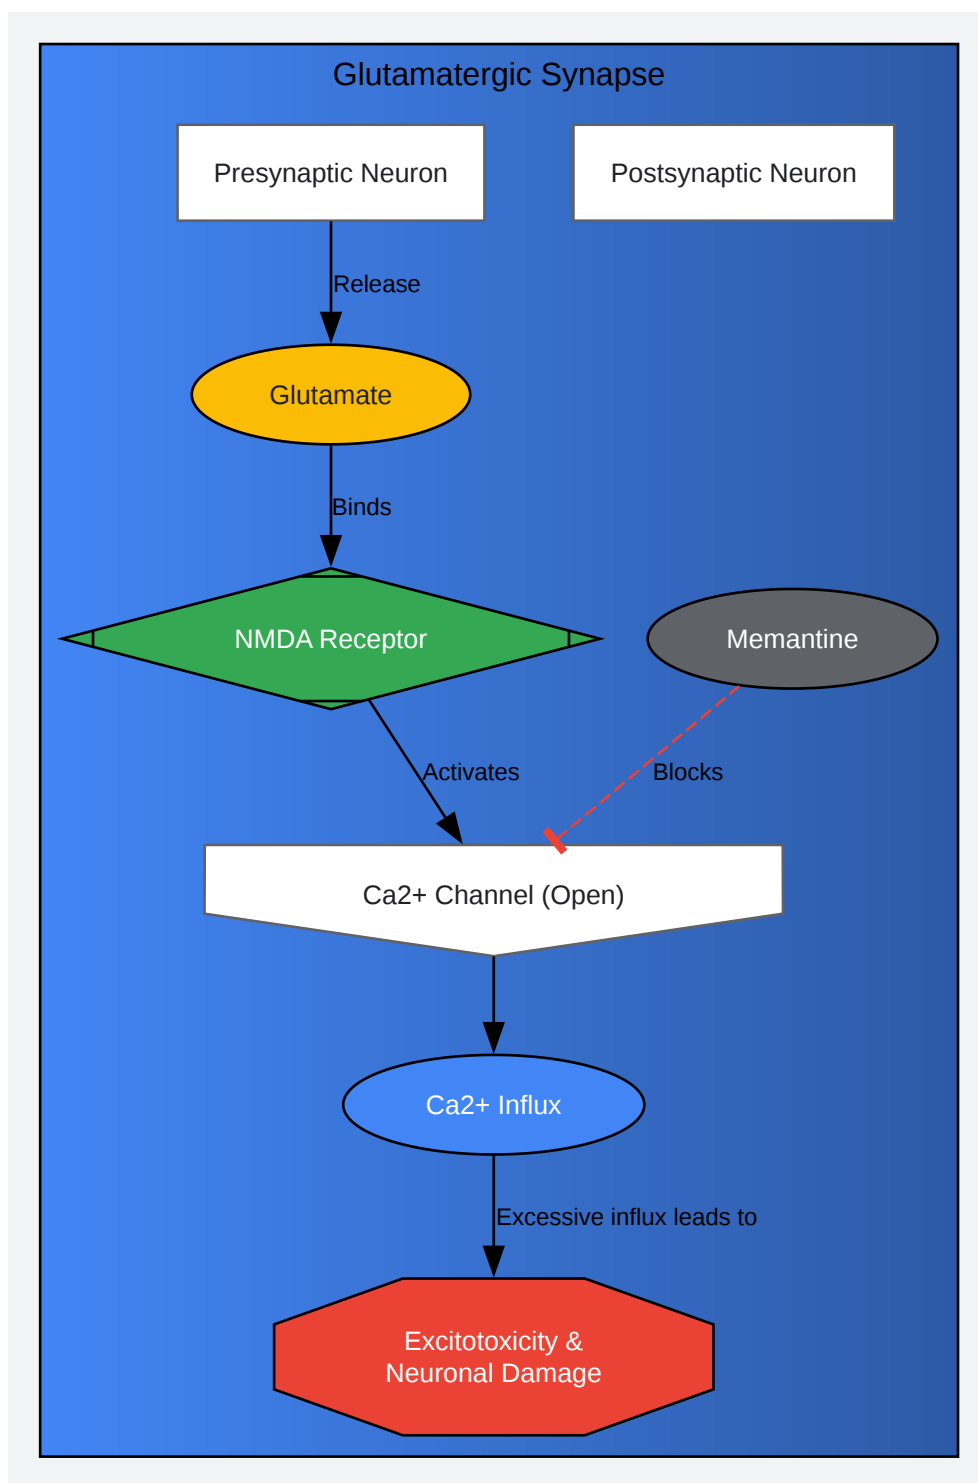 Glutamatergic Synapse
Presynaptic Neuron
Postsynaptic Neuron
Release
Glutamate
Binds
NMDA Receptor
Memantine
Activates
Blocks
Ca2+ Channel (Open)
Ca2+ Influx
Excessive influx leads to
Excitotoxicity &
Neuronal Damage